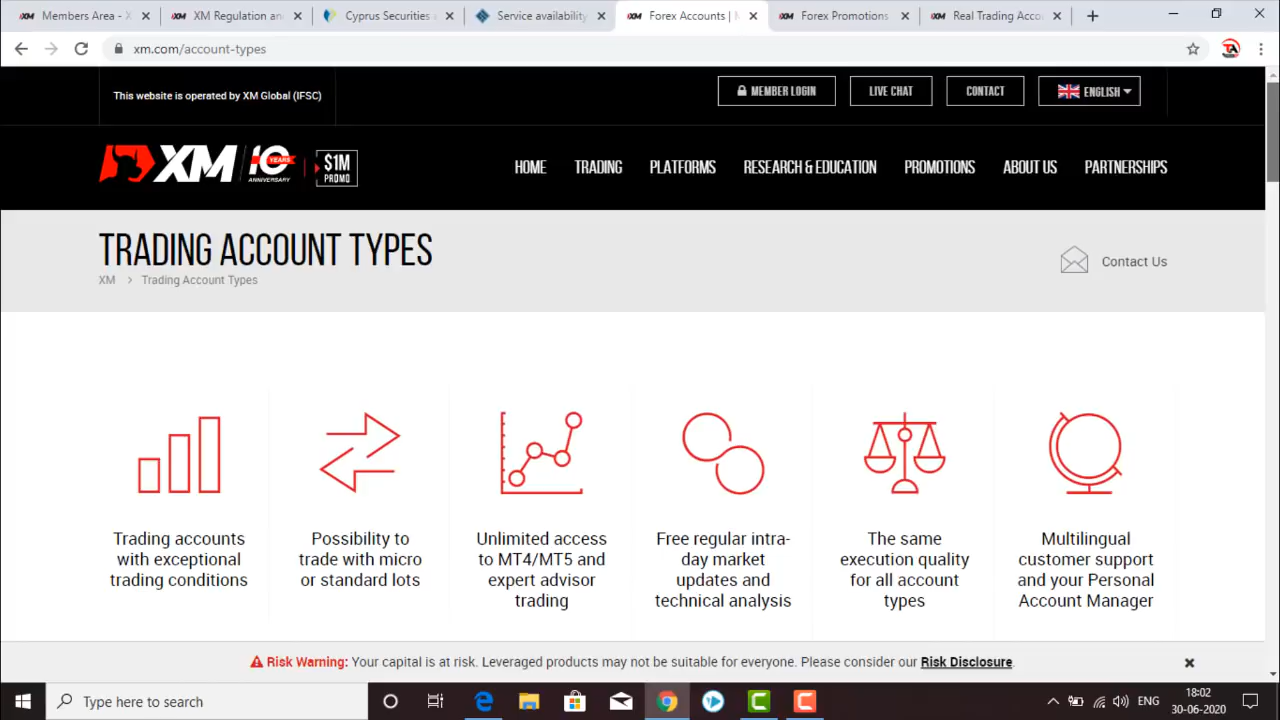 Members Area - X
XM Regulation and
Cyprus Securities
Service availability
Forex Accounts | M
Forex Promotions
Real Trading Acco
xm.com/account-types
This website is operated by XM Global (IFSC)
MEMBER LOGIN
LIVE CHAT
CONTACT
ENGLISH
XM 10 YEARS ANNIVERSARY
$1M PROMO
HOME
TRADING
PLATFORMS
RESEARCH & EDUCATION
PROMOTIONS
ABOUT US
PARTNERSHIPS
TRADING ACCOUNT TYPES
XM > Trading Account Types
Contact Us
Trading accounts
with exceptional
trading conditions
Possibility to
trade with micro
or standard lots
Unlimited access
to MT4/MT5 and
expert advisor
trading
Free regular intra-
day market
updates and
technical analysis
The same
execution quality
for all account
types
Multilingual
customer support
and your Personal
Account Manager
Risk Warning: Your capital is at risk. Leveraged products may not be suitable for everyone. Please consider our Risk Disclosure.
Type here to search
ENG
18:02
30-06-2020